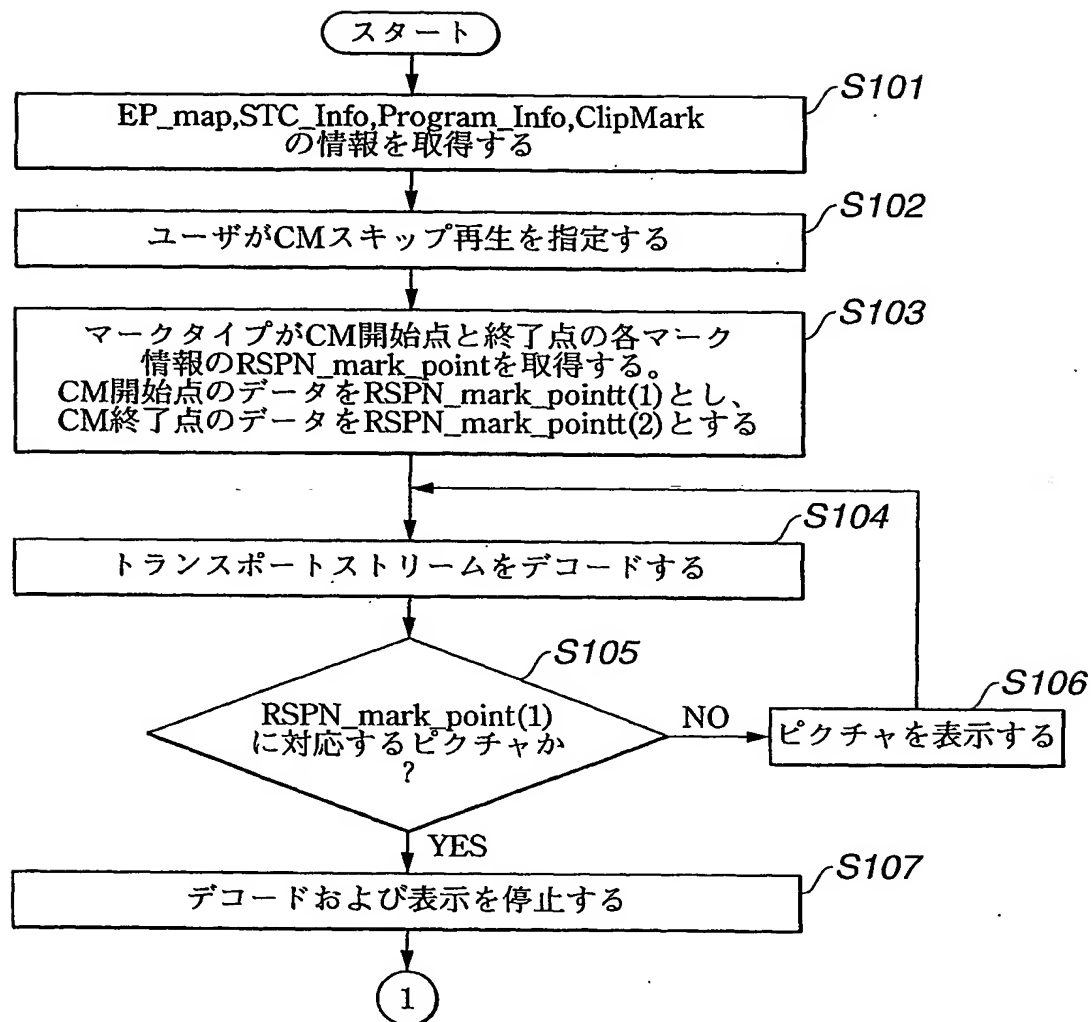 スタート
S101
EP_map,STC_Info,Program_Info,ClipMark
の情報を取得する
S102
ユーザがCMスキップ再生を指定する
S103
マークタイプがCM開始点と終了点の各マーク
情報のRSPN_mark_pointを取得する。
CM開始点のデータをRSPN_mark_pointt(1)とし、
CM終了点のデータをRSPN_mark_pointt(2)とする
S104
トランスポートストリームをデコードする
S105
RSPN_mark_point(1)
に対応するピクチャか
?
NO
S106
ピクチャを表示する
YES
S107
デコードおよび表示を停止する
1